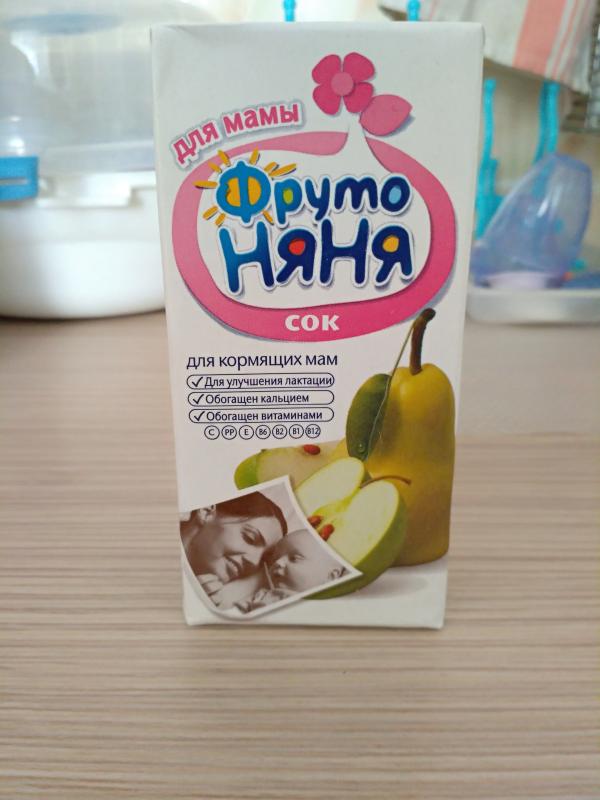 для мамы
Фруто
НЯНЯ
сок
для кормящих мам
Для улучшения лактации
Обогащен кальцием
Обогащен витаминами
C PP E B6 B2 B1 B12